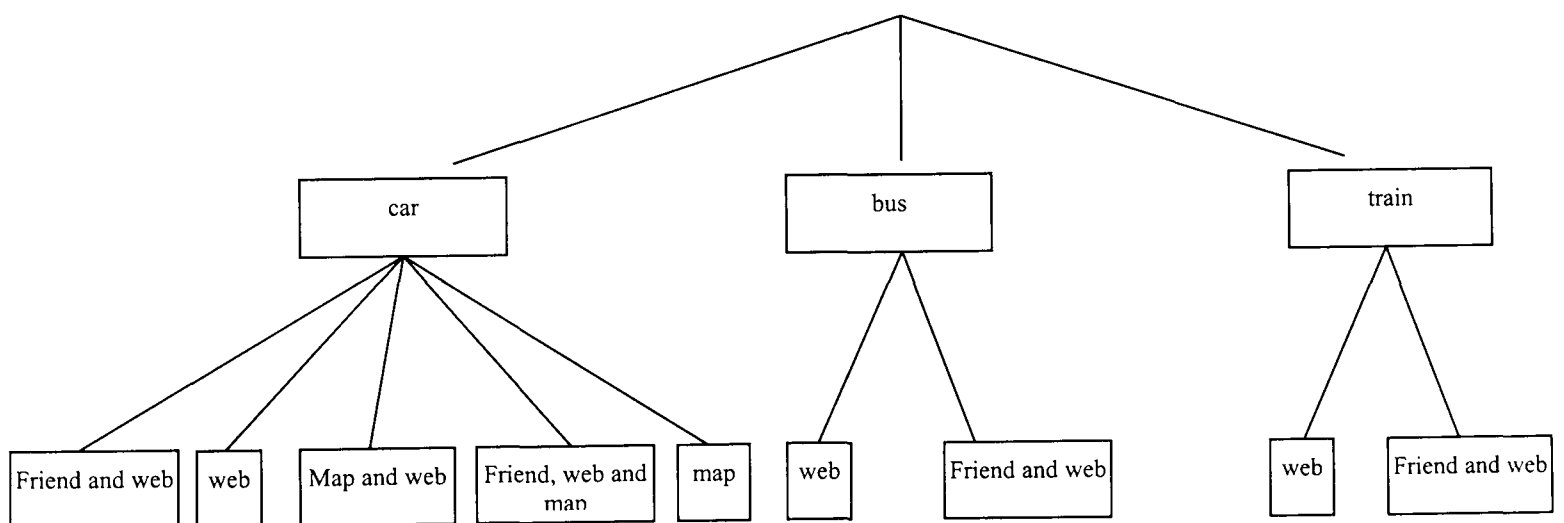 car
bus
train
Friend and web
web
Map and web
Friend, web and
map
map
web
Friend and web
web
Friend and web